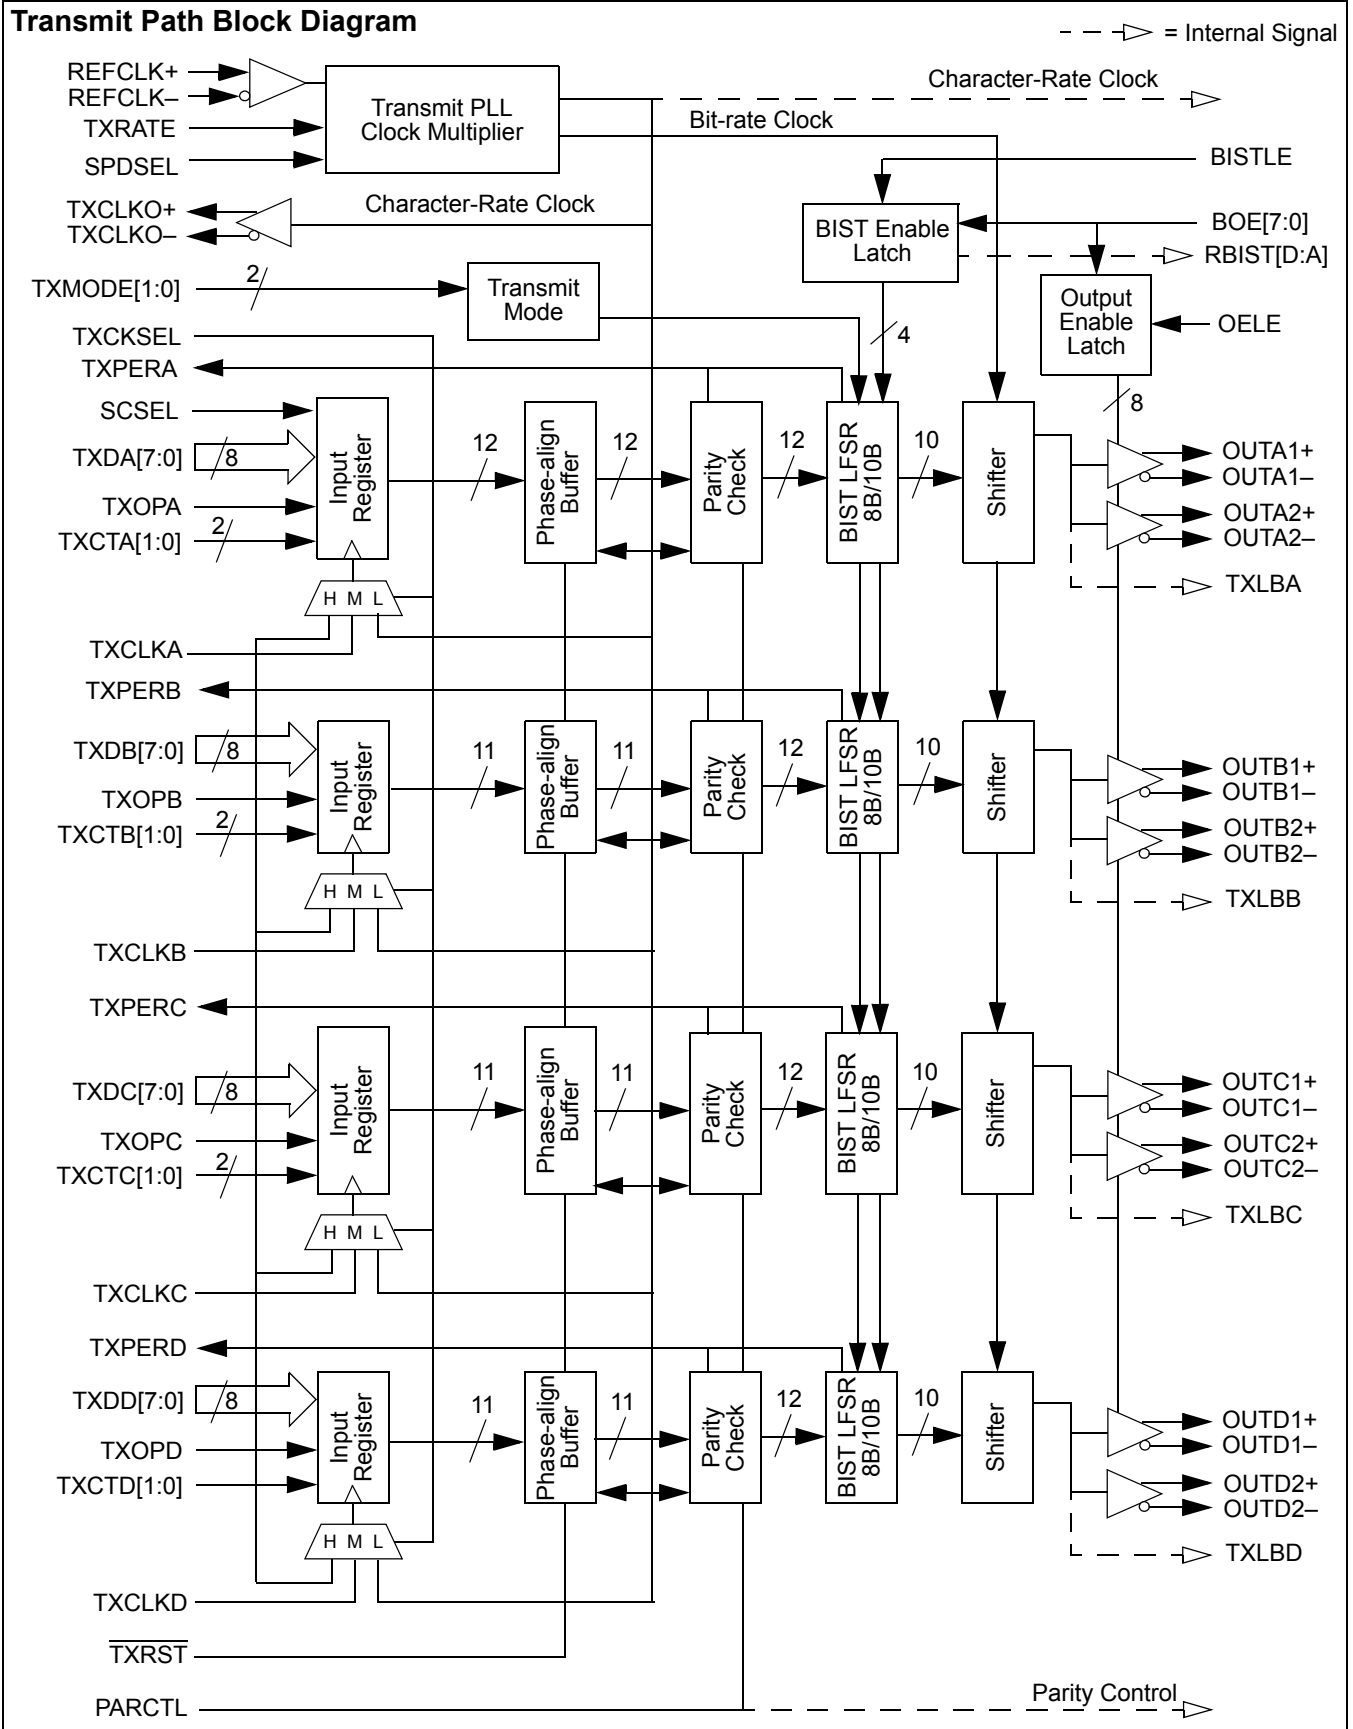 Transmit Path Block Diagram
= Internal Signal
REFCLK+
REFCLK–
TXRATE
SPDSEL
Transmit PLL
Clock Multiplier
Character-Rate Clock
Bit-rate Clock
BISTLE
TXCLKO+
TXCLKO–
Character-Rate Clock
BIST Enable
Latch
BOE[7:0]
RBIST[D:A]
TXMODE[1:0]
2
Transmit
Mode
Output
Enable
Latch
OELE
4
8
TXCKSEL
TXPERA
SCSEL
TXDA[7:0]
8
TXOPA
TXCTA[1:0]
2
Input
Register
12
Phase-align
Buffer
12
Parity
Check
12
BIST LFSR
8B/10B
10
Shifter
OUTA1+
OUTA1–
OUTA2+
OUTA2–
TXLBA
H M L
TXCLKA
TXPERB
TXDB[7:0]
8
TXOPB
TXCTB[1:0]
2
Input
Register
11
Phase-align
Buffer
11
Parity
Check
12
BIST LFSR
8B/10B
10
Shifter
OUTB1+
OUTB1–
OUTB2+
OUTB2–
TXLBB
H M L
TXCLKB
TXPERC
TXDC[7:0]
8
TXOPC
TXCTC[1:0]
2
Input
Register
11
Phase-align
Buffer
11
Parity
Check
12
BIST LFSR
8B/10B
10
Shifter
OUTC1+
OUTC1–
OUTC2+
OUTC2–
TXLBC
H M L
TXCLKC
TXPERD
TXDD[7:0]
8
TXOPD
TXCTD[1:0]
Input
Register
11
Phase-align
Buffer
11
Parity
Check
12
BIST LFSR
8B/10B
10
Shifter
OUTD1+
OUTD1–
OUTD2+
OUTD2–
TXLBD
H M L
TXCLKD
TXRST
PARCTL
Parity Control